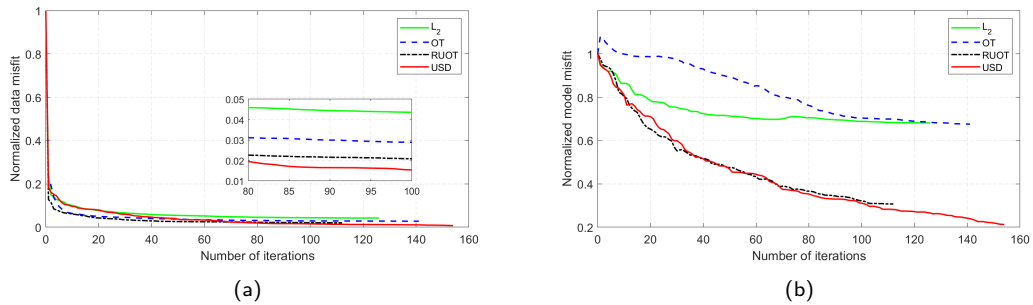 1
0.8
0.6
0.4
0.2
0
Normalized data misfit
0 20 40 60 80 100 120 140 160
Number of iterations
L2
OT
RUOT
USD
0.05
0.04
0.03
0.02
0.01
80 85 90 95 100
(a)
1
0.8
0.6
0.4
0.2
Normalized model misfit
0 20 40 60 80 100 120 140 160
Number of iterations
L2
OT
RUOT
USD
(b)